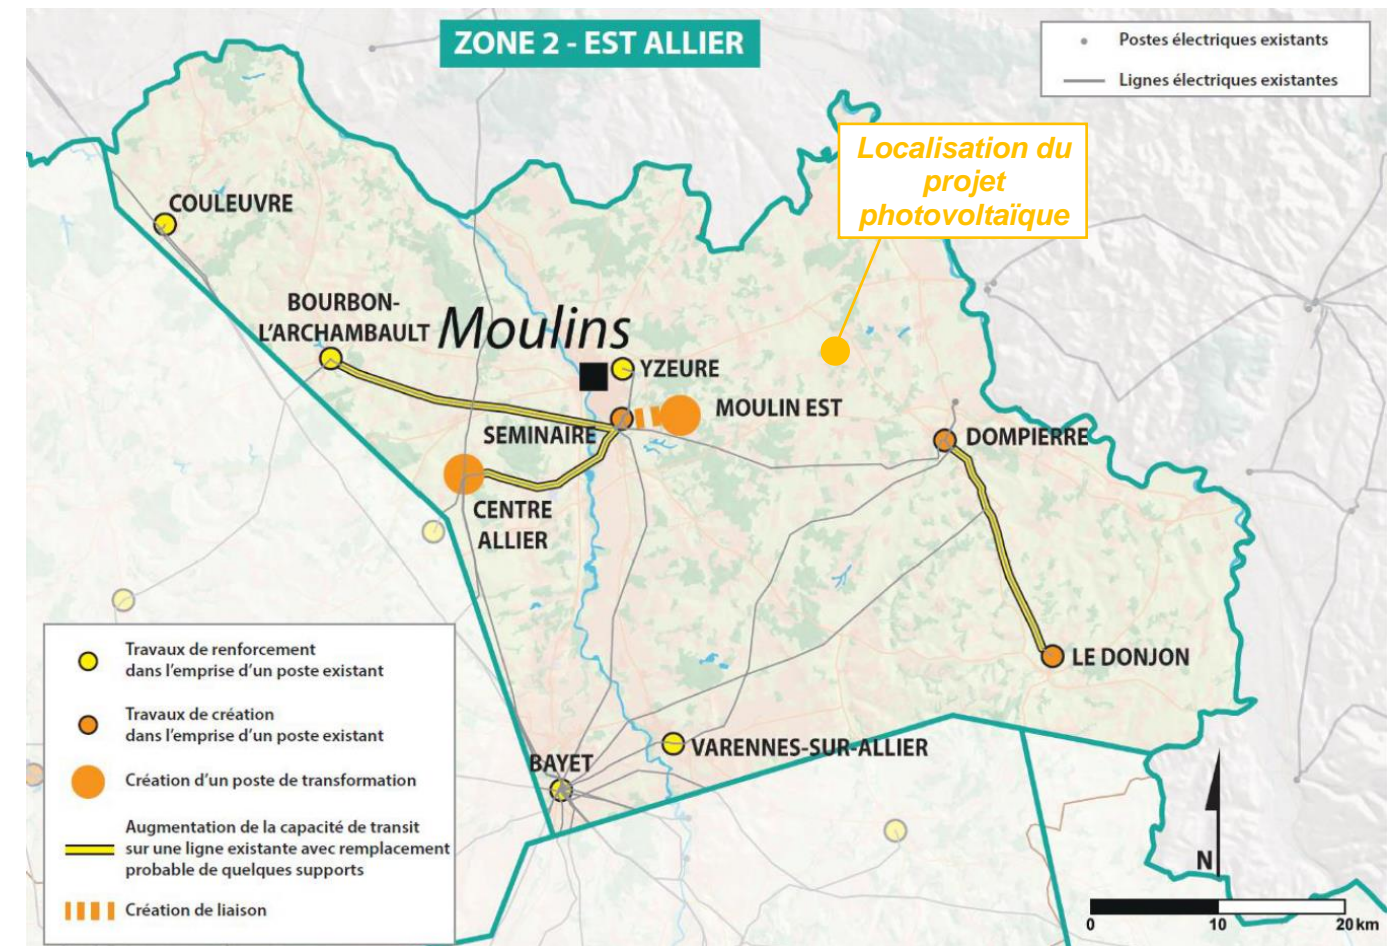 ZONE 2 - EST ALLIER
Postes électriques existants
Lignes électriques existantes
Localisation du
projet
photovoltaïque
COULEUVRE
BOURBON-
L'ARCHAMBAULT
Moulins
YZEURE
MOULIN EST
SEMINAIRE
DOMPIERRE
CENTRE
ALLIER
LE DONJON
VARENNES-SUR-ALLIER
BAYET
Travaux de renforcement
dans l'emprise d'un poste existant
Travaux de création
dans l'emprise d'un poste existant
Création d'un poste de transformation
Augmentation de la capacité de transit
sur une ligne existante avec remplacement
probable de quelques supports
Création de liaison
N
0 10 20 km